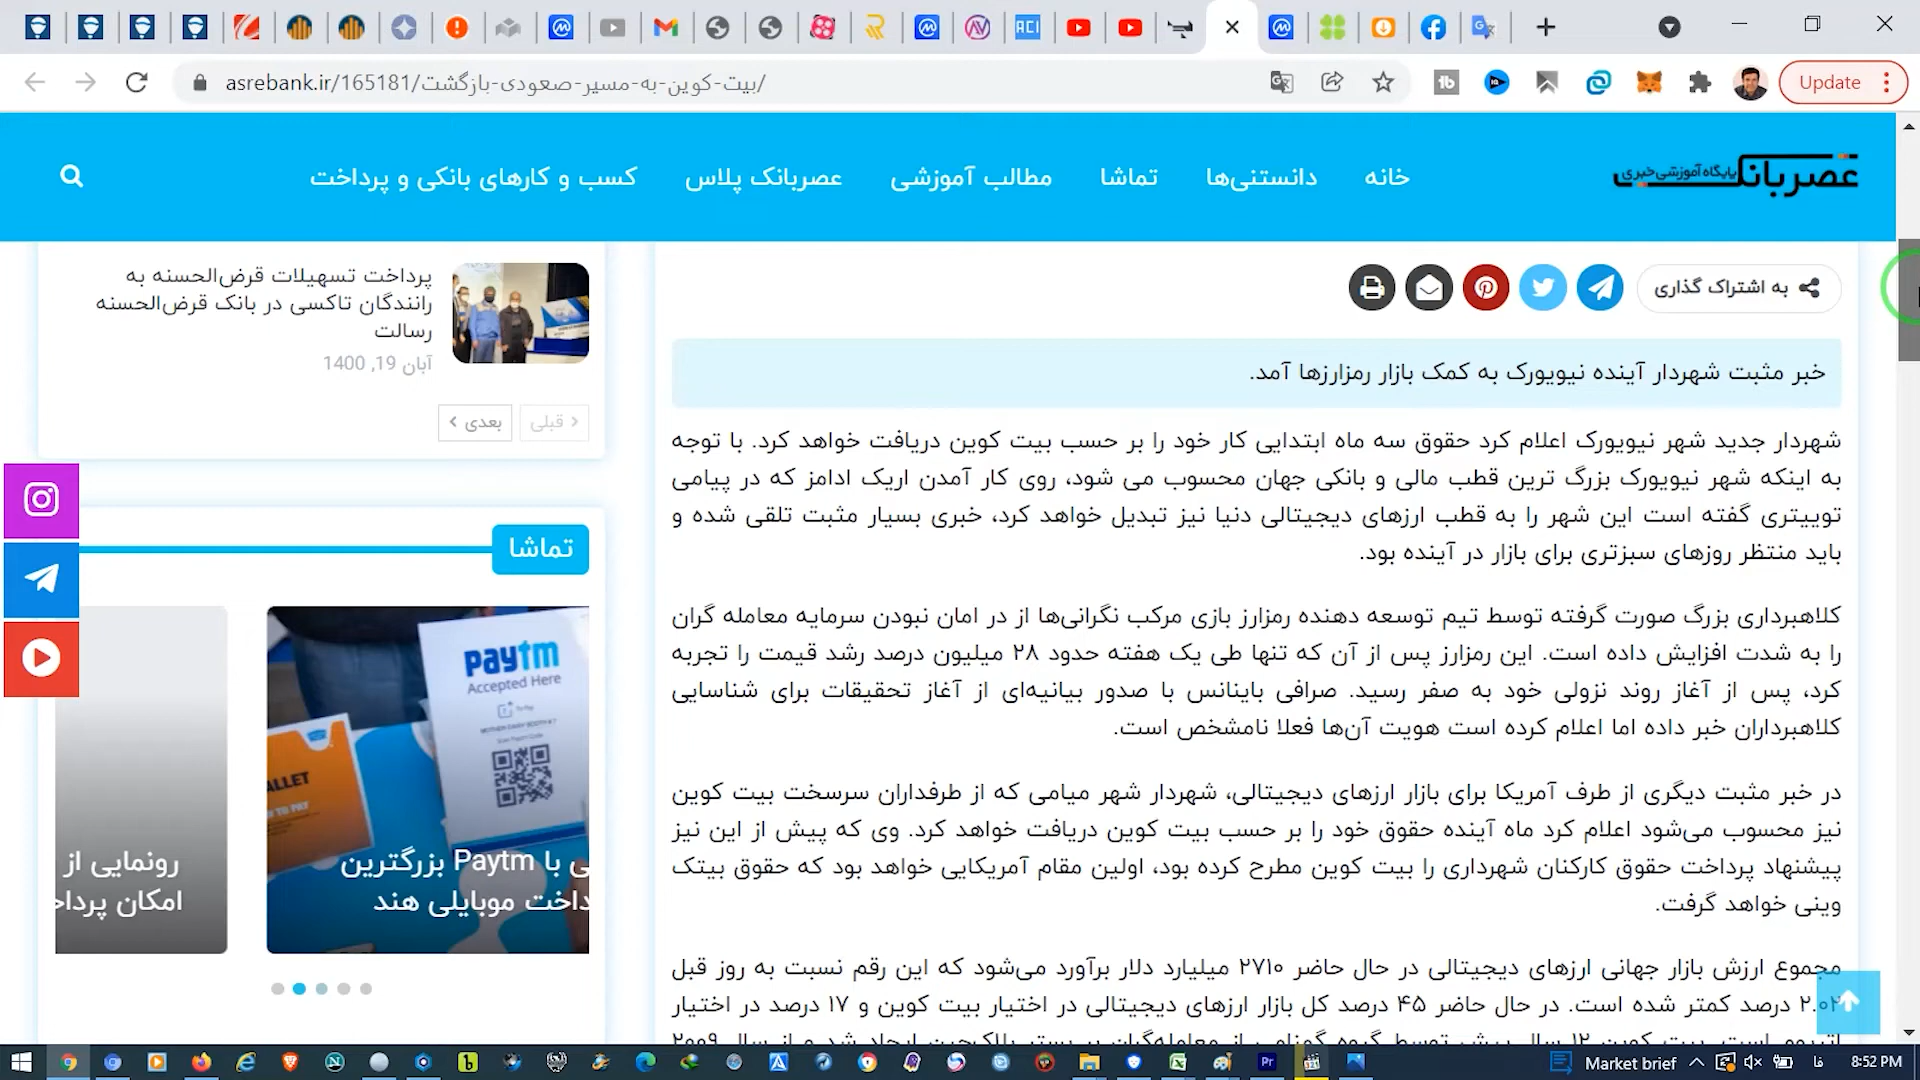 asrebank.ir/165181/بیت-کوین-به-مسیر-صعودی-بازگشت/
Update
عصربانک
پایگاه آموزشی خبری
خانه
دانستنی‌ها
تماشا
مطالب آموزشی
عصربانک پلاس
کسب و کارهای بانکی و پرداخت
به اشتراک گذاری
خبر مثبت شهردار آینده نیویورک به کمک بازار رمزارزها آمد.
شهردار جدید شهر نیویورک اعلام کرد حقوق سه ماه ابتدایی کار خود را بر حسب بیت کوین دریافت خواهد کرد. با توجه
به اینکه شهر نیویورک بزرگ ترین قطب مالی و بانکی جهان محسوب می شود، روی کار آمدن اریک ادامز که در پیامی
توییتری گفته است این شهر را به قطب ارزهای دیجیتالی دنیا نیز تبدیل خواهد کرد، خبری بسیار مثبت تلقی شده و
باید منتظر روزهای سبزتری برای بازار در آینده بود.
کلاهبرداری بزرگ صورت گرفته توسط تیم توسعه دهنده رمزارز بازی مرکب نگرانی‌ها از در امان نبودن سرمایه معامله گران
را به شدت افزایش داده است. این رمزارز پس از آن که تنها طی یک هفته حدود ۲۸ میلیون درصد رشد قیمت را تجربه
کرد، پس از آغاز روند نزولی خود به صفر رسید. صرافی باینانس با صدور بیانیه‌ای از آغاز تحقیقات برای شناسایی
کلاهبرداران خبر داده اما اعلام کرده است هویت آن‌ها فعلا نامشخص است.
در خبر مثبت دیگری از طرف آمریکا برای بازار ارزهای دیجیتالی، شهردار شهر میامی که از طرفداران سرسخت بیت کوین
نیز محسوب می‌شود اعلام کرد ماه آینده حقوق خود را بر حسب بیت کوین دریافت خواهد کرد. وی که پیش از این نیز
پیشنهاد پرداخت حقوق کارکنان شهرداری را بیت کوین مطرح کرده بود، اولین مقام آمریکایی خواهد بود که حقوق بیتک
وینی خواهد گرفت.
مجموع ارزش بازار جهانی ارزهای دیجیتالی در حال حاضر ۲۷۱۰ میلیارد دلار برآورد می‌شود که این رقم نسبت به روز قبل
۲.۰۲ درصد کمتر شده است. در حال حاضر ۴۵ درصد کل بازار ارزهای دیجیتالی در اختیار بیت کوین و ۱۷ درصد در اختیار
پرداخت تسهیلات قرض‌الحسنه به
رانندگان تاکسی در بانک قرض‌الحسنه
رسالت
آبان 19, 1400
قبلی
بعدی
تماشا
paytm
Accepted Here
ی با Paytm بزرگترین
داخت موبایلی هند
رونمایی از
امکان پرداخ
Market brief
فا
8:52 PM